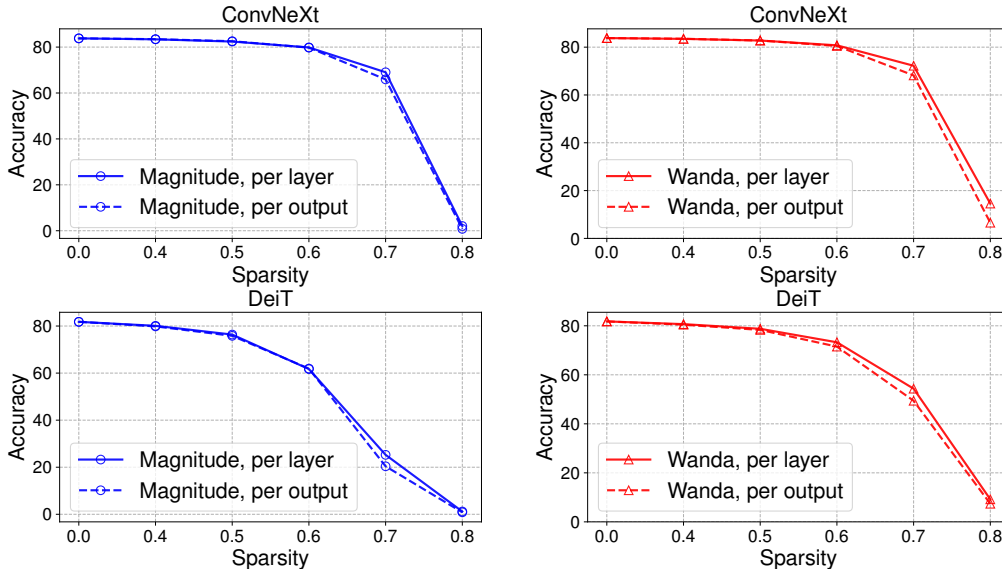 ConvNeXt
Accuracy
80
60
40
20
0
Magnitude, per layer
Magnitude, per output
0.0 0.4 0.5 0.6 0.7 0.8
Sparsity
ConvNeXt
Accuracy
80
60
40
20
0
Wanda, per layer
Wanda, per output
0.0 0.4 0.5 0.6 0.7 0.8
Sparsity
DeiT
Accuracy
80
60
40
20
0
Magnitude, per layer
Magnitude, per output
0.0 0.4 0.5 0.6 0.7 0.8
Sparsity
DeiT
Accuracy
80
60
40
20
0
Wanda, per layer
Wanda, per output
0.0 0.4 0.5 0.6 0.7 0.8
Sparsity